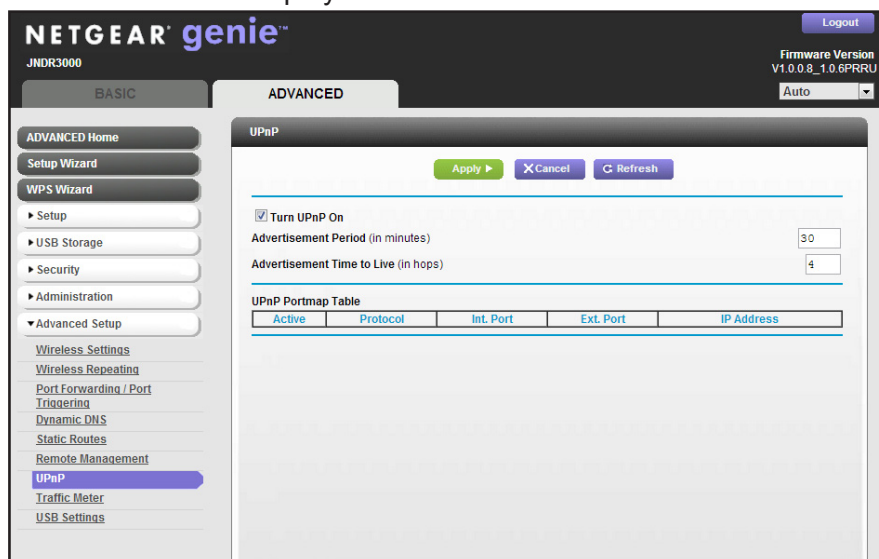 NETGEAR genie™
JNDR3000
Logout
Firmware Version
V1.0.0.8_1.0.6PRRU
BASIC
ADVANCED
Auto
ADVANCED Home
Setup Wizard
WPS Wizard
Setup
USB Storage
Security
Administration
Advanced Setup
Wireless Settings
Wireless Repeating
Port Forwarding / Port
Triggering
Dynamic DNS
Static Routes
Remote Management
UPnP
Traffic Meter
USB Settings
UPnP
Apply
Cancel
Refresh
Turn UPnP On
Advertisement Period (in minutes) 30
Advertisement Time to Live (in hops) 4
UPnP Portmap Table
Active Protocol Int. Port Ext. Port IP Address